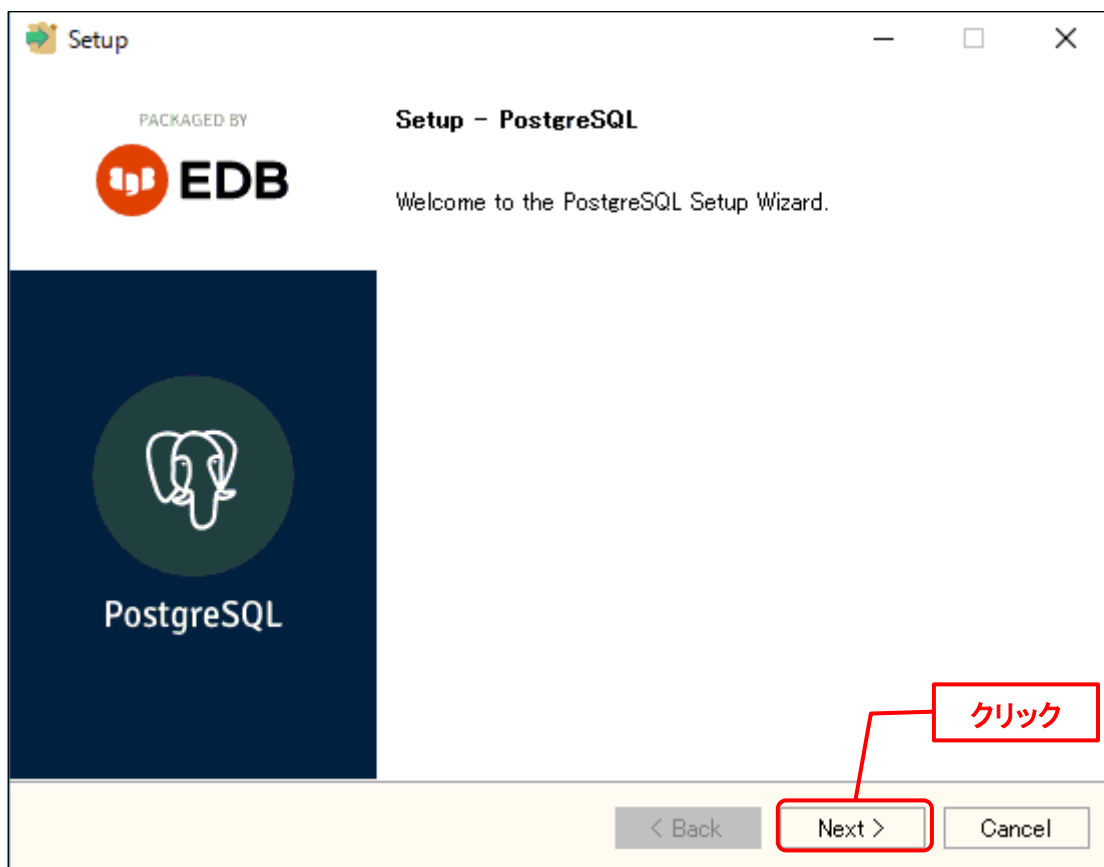 Setup
PACKAGED BY
EDB
Setup - PostgreSQL
Welcome to the PostgreSQL Setup Wizard.
PostgreSQL
クリック
< Back
Next >
Cancel